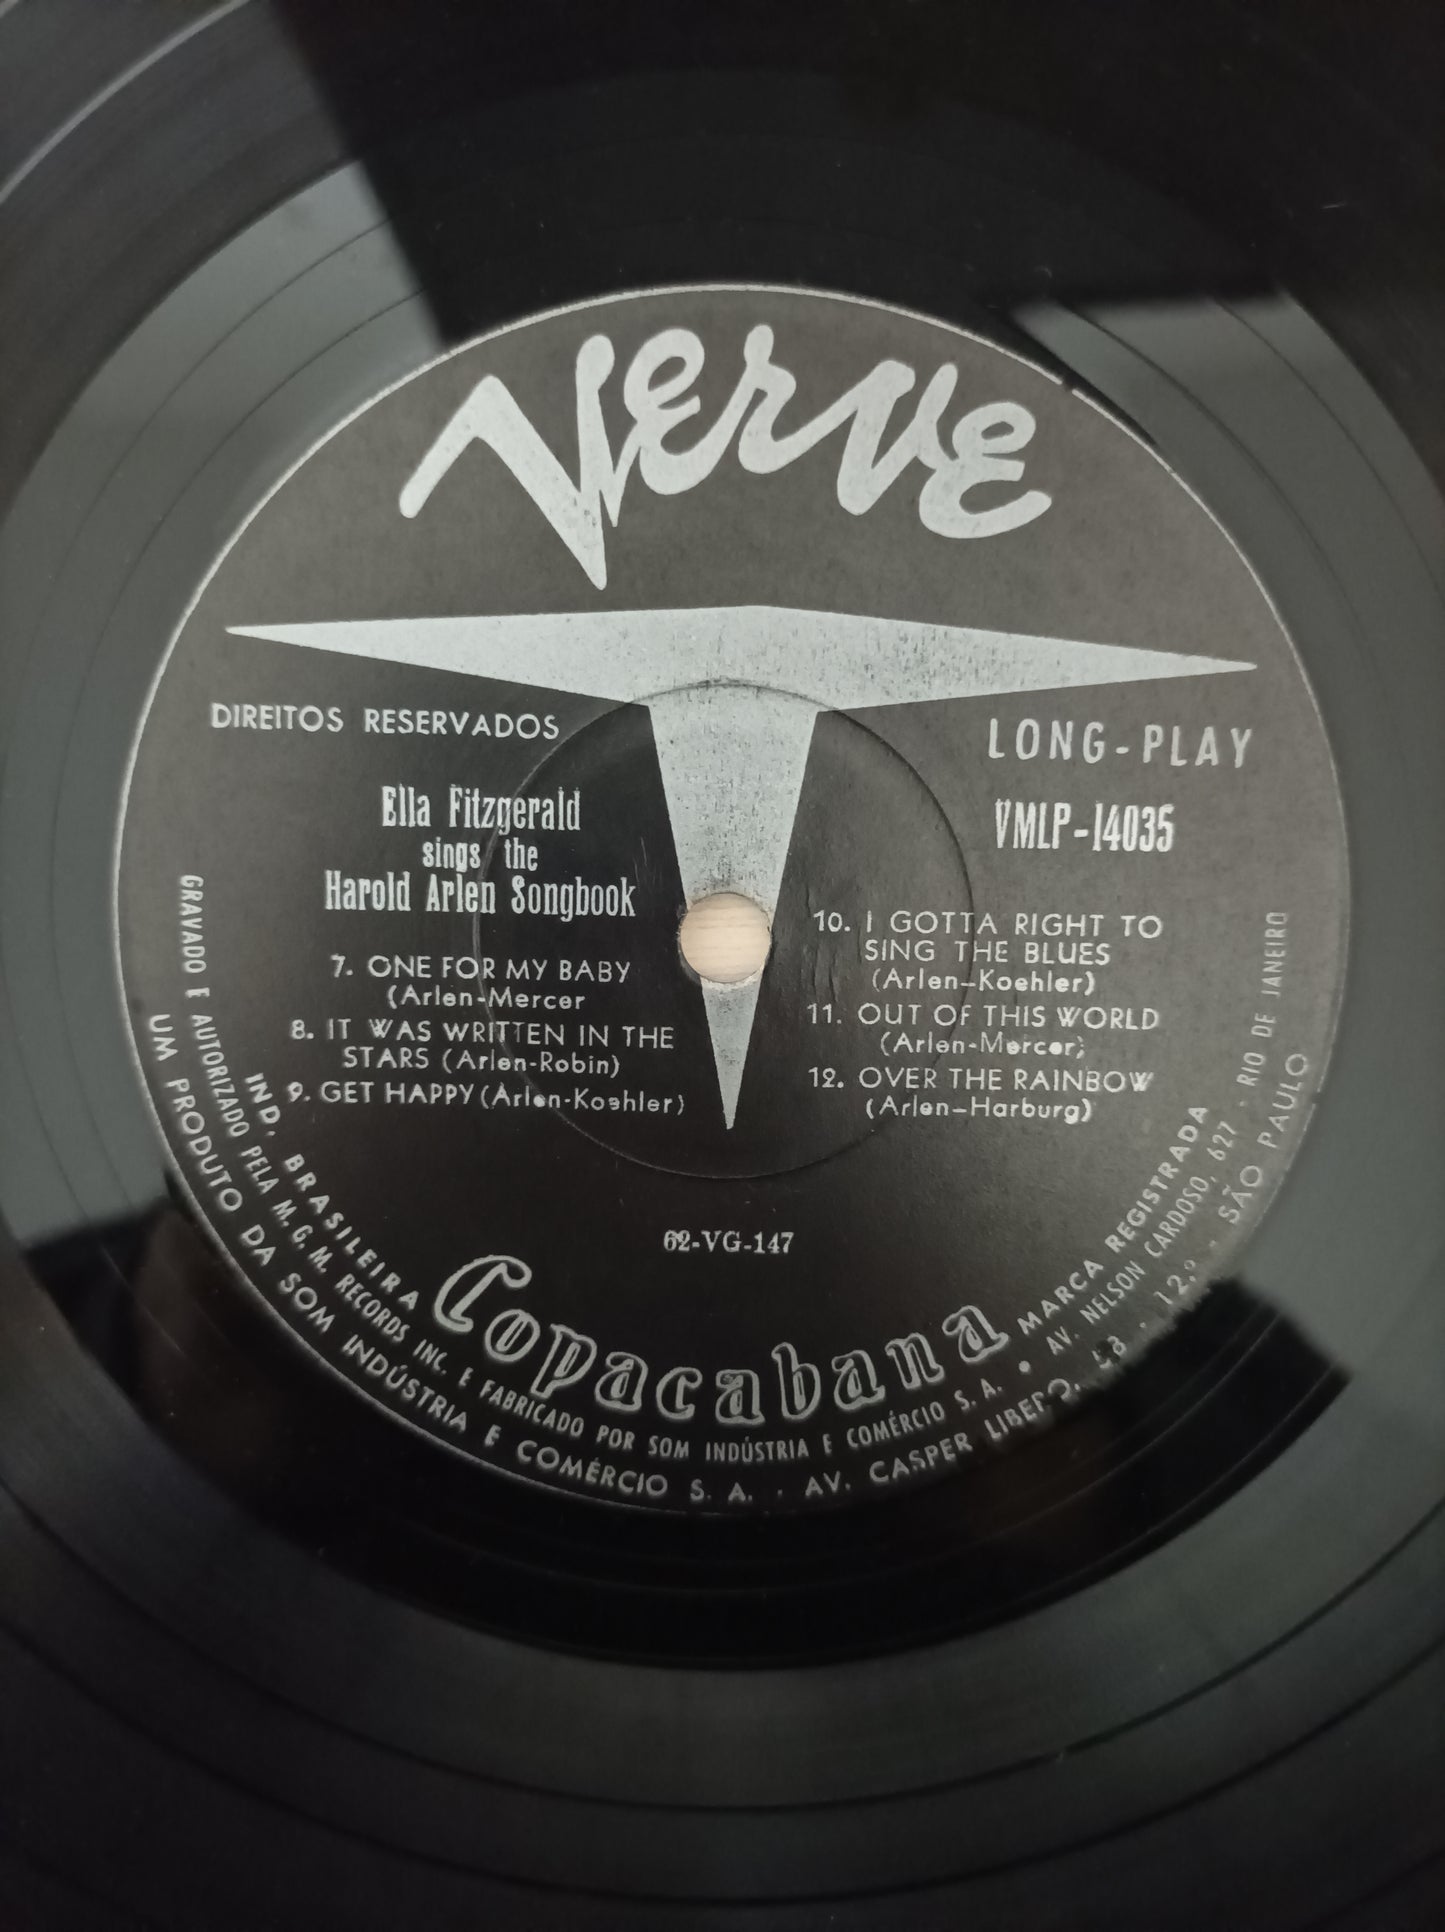 Verve
DIREITOS RESERVADOS
LONG-PLAY
VMLP-14035
Ella Fitzgerald
sings the
Harold Arlen Songbook
7. ONE FOR MY BABY
(Arlen-Mercer
8. IT WAS WRITTEN IN THE
STARS (Arlen-Robin)
9. GET HAPPY (Arlen-Koehler)
10. I GOTTA RIGHT TO
SING THE BLUES
(Arlen-Koehler)
11. OUT OF THIS WORLD
(Arlen-Mercer)
12. OVER THE RAINBOW
(Arlen-Harburg)
62-VG-147
IND. BRASILEIRA Copacabana MARCA REGISTRADA
GRAVADO E AUTORIZADO PELA M. G. M. RECORDS INC. E FABRICADO POR SOM INDÚSTRIA E COMÉRCIO S. A. • AV. NELSON CARDOSO, 627 - RIO DE JANEIRO
UM PRODUTO DA SOM INDÚSTRIA E COMÉRCIO S. A. • AV. CASPER LIBERO, 12.º - SÃO PAULO